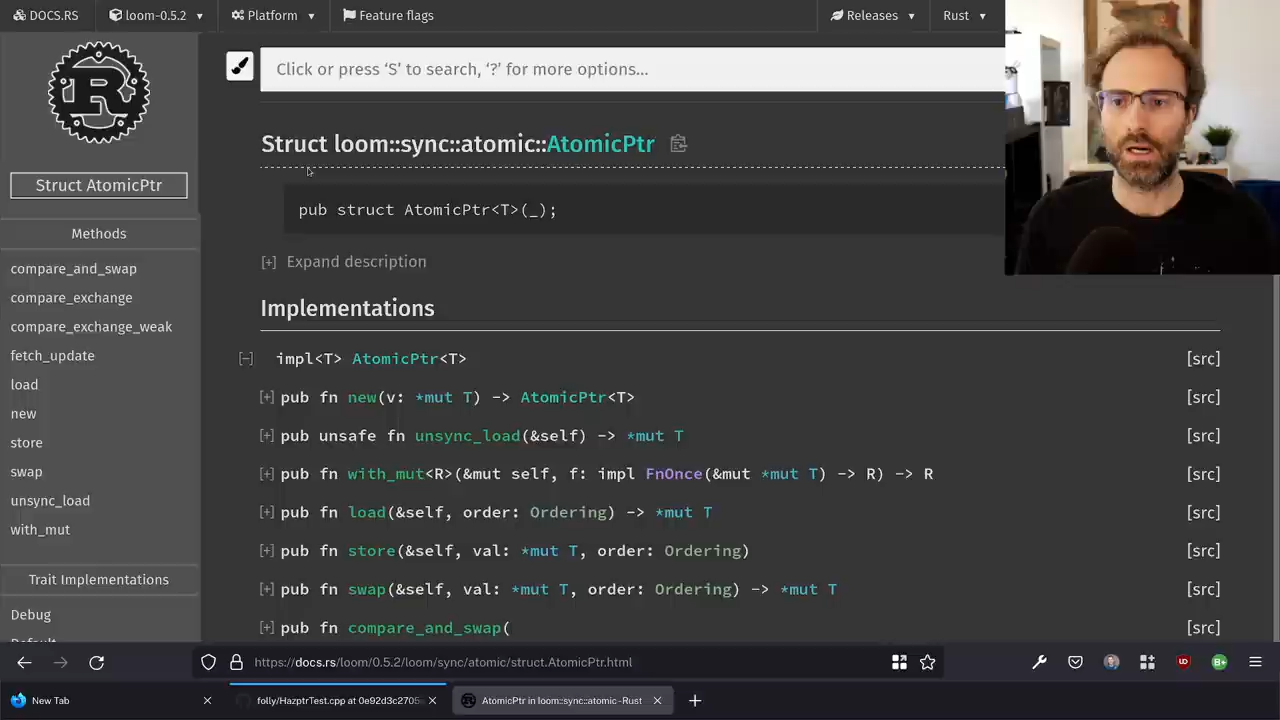 DOCS.RS
loom-0.5.2
Platform
Feature flags
Releases
Rust
Click or press ‘S’ to search, ‘?’ for more options…
Struct loom::sync::atomic::AtomicPtr
Struct AtomicPtr
pub struct AtomicPtr<T>(_);
Methods
compare_and_swap
compare_exchange
compare_exchange_weak
fetch_update
load
new
store
swap
unsync_load
with_mut
Trait Implementations
Debug
[+] Expand description
Implementations
[−] impl<T> AtomicPtr<T> [src]
[+] pub fn new(v: *mut T) -> AtomicPtr<T> [src]
[+] pub unsafe fn unsync_load(&self) -> *mut T [src]
[+] pub fn with_mut<R>(&mut self, f: impl FnOnce(&mut *mut T) -> R) -> R [src]
[+] pub fn load(&self, order: Ordering) -> *mut T [src]
[+] pub fn store(&self, val: *mut T, order: Ordering) [src]
[+] pub fn swap(&self, val: *mut T, order: Ordering) -> *mut T [src]
[+] pub fn compare_and_swap( [src]
https://docs.rs/loom/0.5.2/loom/sync/atomic/struct.AtomicPtr.html
New Tab
folly/HazptrTest.cpp at 0e92d3c2705
AtomicPtr in loom::sync::atomic - Rust